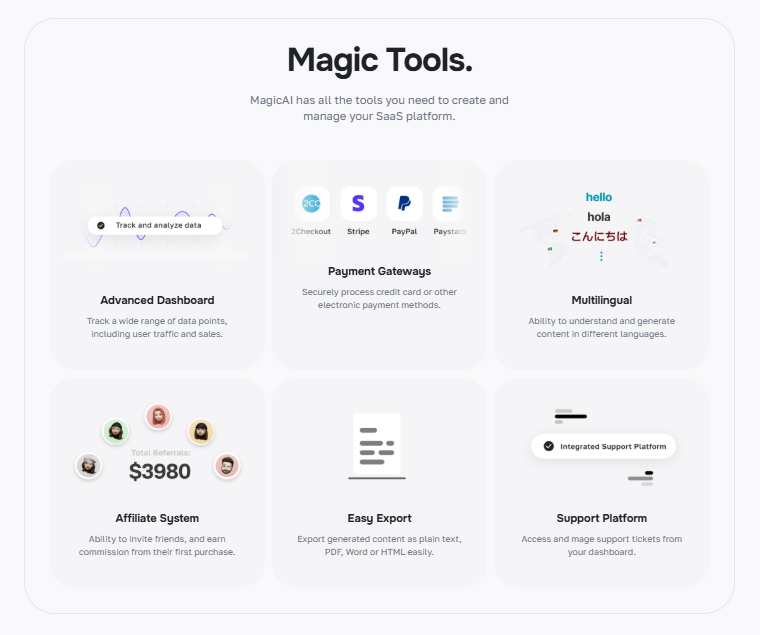 Magic Tools.
MagicAI has all the tools you need to create and
manage your SaaS platform.
Track and analyze data
Advanced Dashboard
Track a wide range of data points,
including user traffic and sales.
2CO
2Checkout Stripe PayPal Paystack
Payment Gateways
Securely process credit card or other
electronic payment methods.
hello
hola
こんにちは
Multilingual
Ability to understand and generate
content in different languages.
Total Referrals:
$3980
Affiliate System
Ability to invite friends, and earn
commission from their first purchase.
Easy Export
Export generated content as plain text,
PDF, Word or HTML easily.
Integrated Support Platform
Support Platform
Access and mage support tickets from
your dashboard.